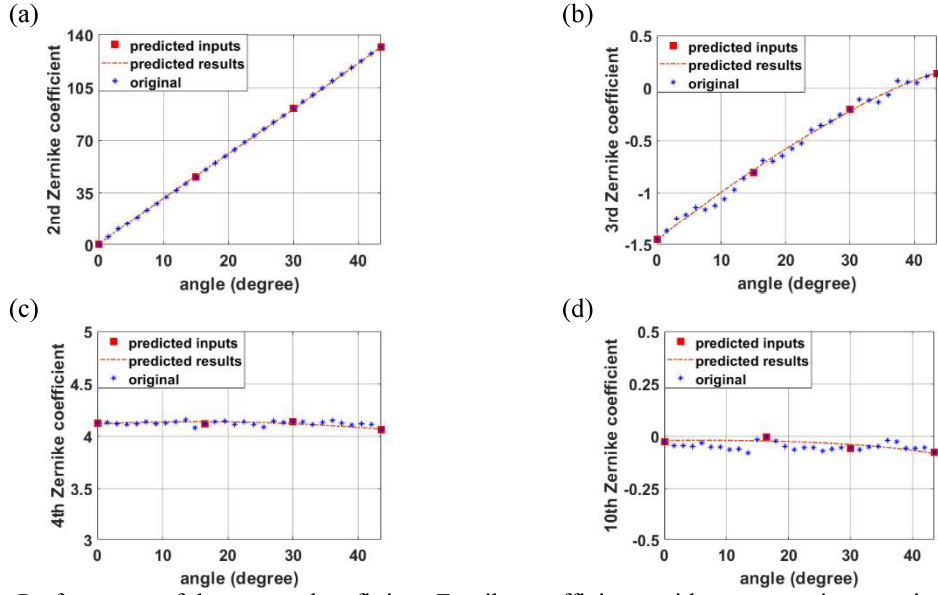 (a)
140
105
70
35
0
0 10 20 30 40
2nd Zernike coefficient
angle (degree)
predicted inputs
predicted results
original
(b)
0.5
0
-0.5
-1
-1.5
0 10 20 30 40
3rd Zernike coefficient
angle (degree)
predicted inputs
predicted results
original
(c)
5
4.5
4
3.5
3
0 10 20 30 40
4th Zernike coefficient
angle (degree)
predicted inputs
predicted results
original
(d)
0.5
0.25
0
-0.25
-0.5
0 10 20 30 40
10th Zernike coefficient
angle (degree)
predicted inputs
predicted results
original